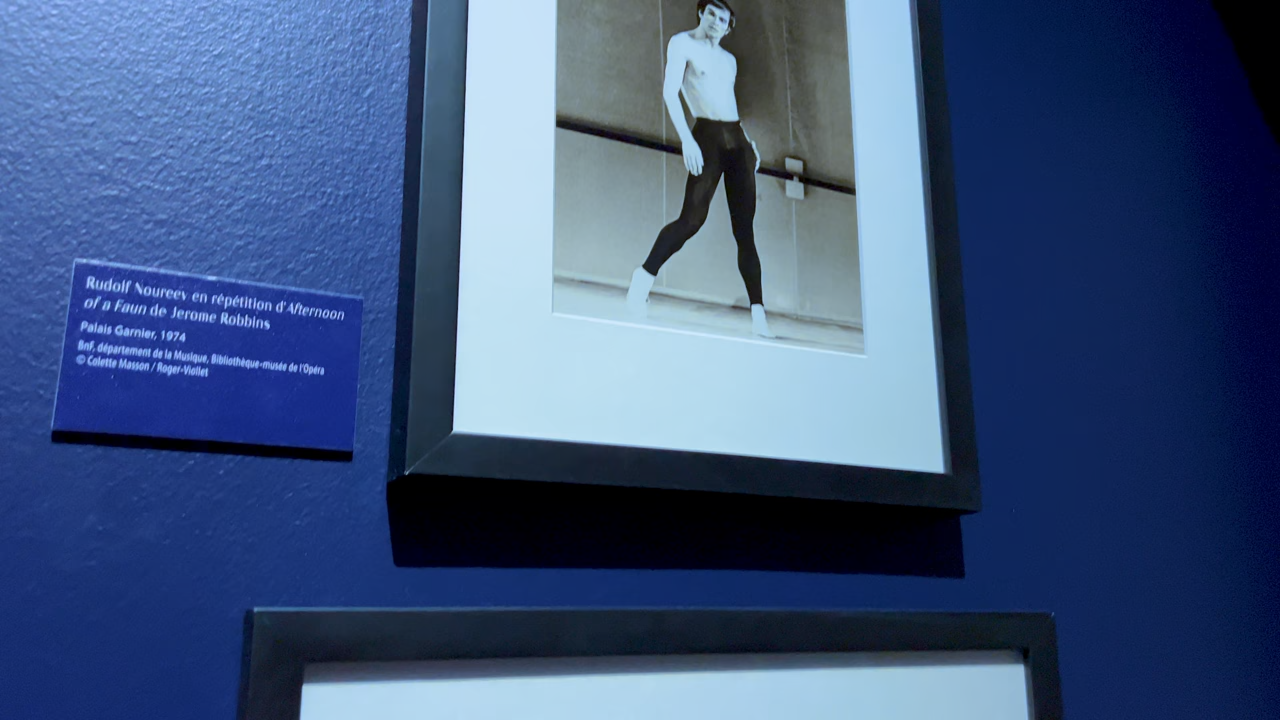 Rudolf Noureev en répétition d'Afternoon
of a Faun de Jerome Robbins
Palais Garnier, 1974
BnF, département de la Musique, Bibliothèque-musée de l'Opéra
© Colette Masson / Roger-Viollet